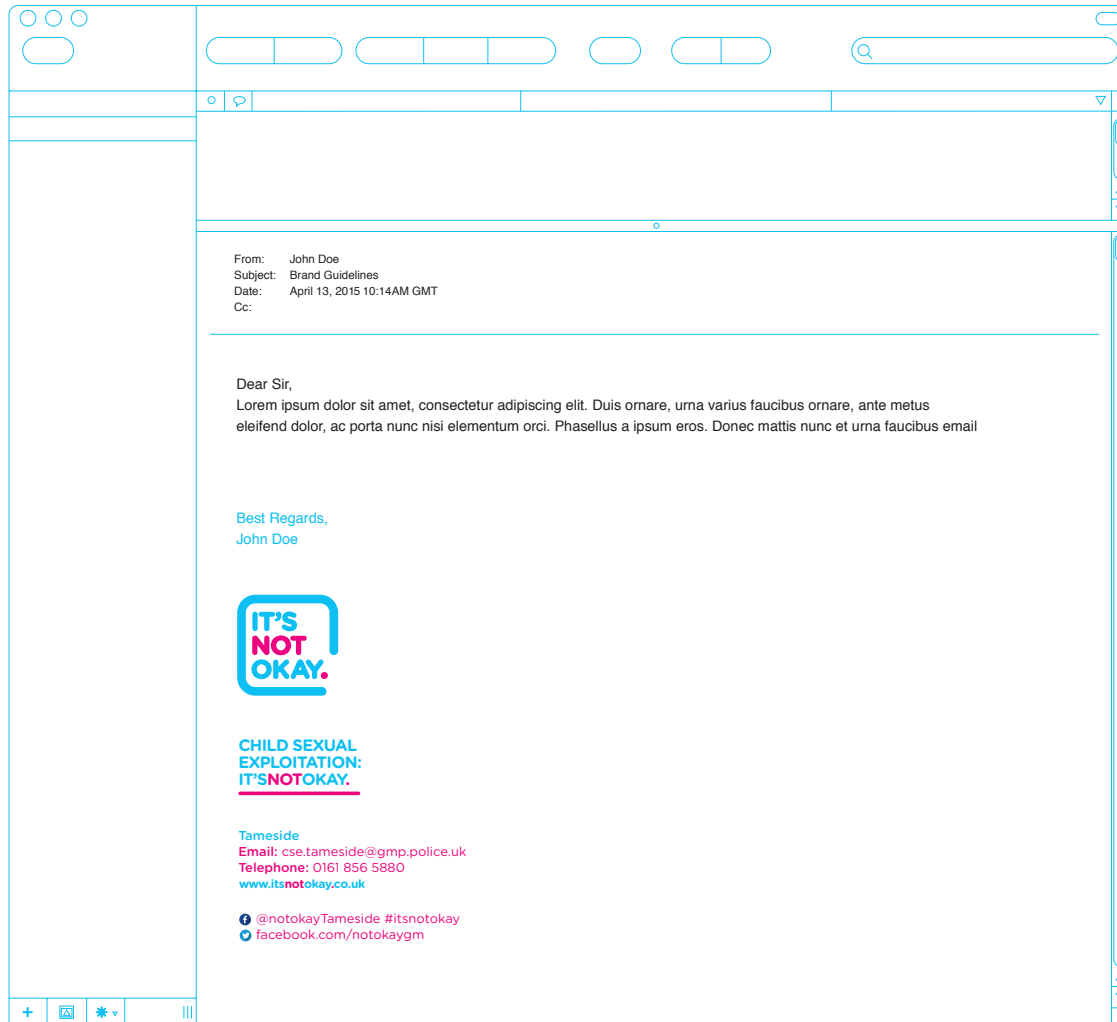 From: John Doe
Subject: Brand Guidelines
Date: April 13, 2015 10:14AM GMT
Cc:
Dear Sir,
Lorem ipsum dolor sit amet, consectetur adipiscing elit. Duis ornare, urna varius faucibus ornare, ante metus
eleifend dolor, ac porta nunc nisi elementum orci. Phasellus a ipsum eros. Donec mattis nunc et urna faucibus email
Best Regards,
John Doe
IT'S
NOT
OKAY.
CHILD SEXUAL
EXPLOITATION:
IT'SNOTOKAY.
Tameside
Email: cse.tameside@gmp.police.uk
Telephone: 0161 856 5880
www.itsnotokay.co.uk
@notokayTameside #itsnotokay
facebook.com/notokaygm